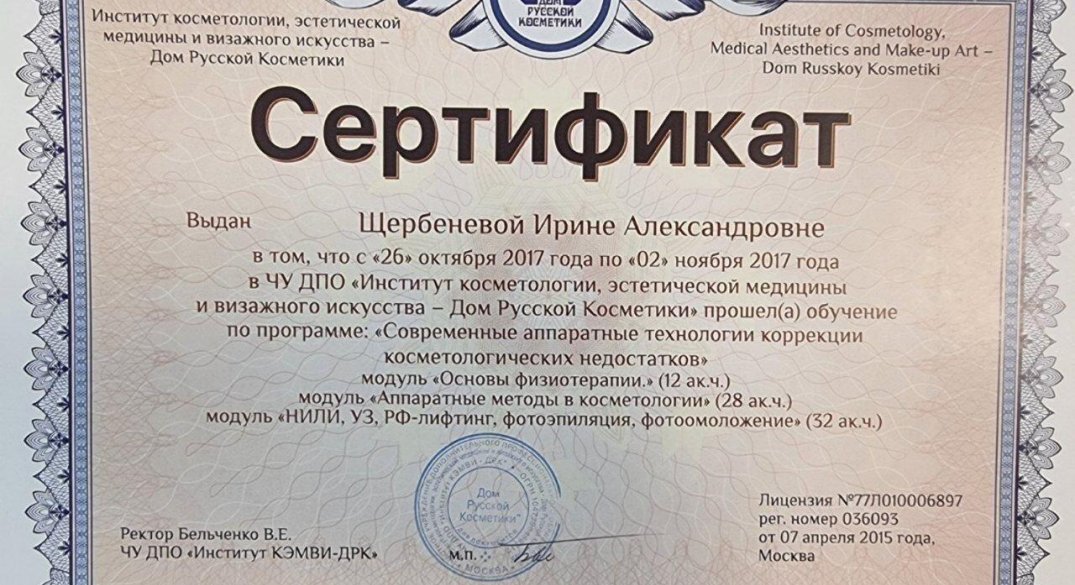 ДОМ
РУССКОЙ
КОСМЕТИКИ
Институт косметологии, эстетической
медицины и визажного искусства –
Дом Русской Косметики
Institute of Cosmetology,
Medical Aesthetics and Make-up Art –
Dom Russkoy Kosmetiki
Сертификат
Выдан Щербеневой Ирине Александровне
в том, что с «26» октября 2017 года по «02» ноября 2017 года
в ЧУ ДПО «Институт косметологии, эстетической медицины
и визажного искусства – Дом Русской Косметики» прошел(а) обучение
по программе: «Современные аппаратные технологии коррекции
косметологических недостатков»
модуль «Основы физиотерапии.» (12 ак.ч.)
модуль «Аппаратные методы в косметологии» (28 ак.ч.)
модуль «НИЛИ, УЗ, РФ-лифтинг, фотоэпиляция, фотоомоложение» (32 ак.ч.)
Дом
Русской
Косметики
МОСКВА
Ректор Бельченко В.Е.
ЧУ ДПО «Институт КЭМВИ-ДРК»
м.п.
Лицензия №77Л010006897
рег. номер 036093
от 07 апреля 2015 года,
Москва